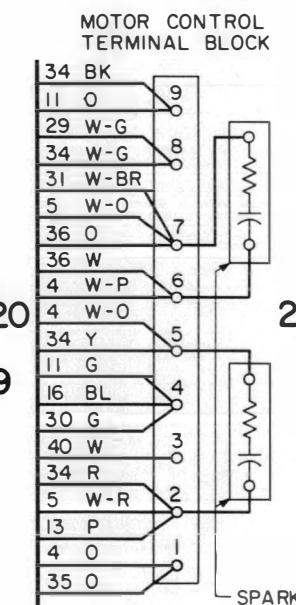 MOTOR CONTROL
TERMINAL BLOCK
34 BK
11 O
9
29 W-G
34 W-G
8
31 W-BR
5 W-O
36 O
7
36 W
4 W-P
6
20
4 W-O
2
34 Y
5
11 G
9
16 BL
4
30 G
40 W
3
34 R
5 W-R
2
13 P
4 O
1
35 O
SPARK